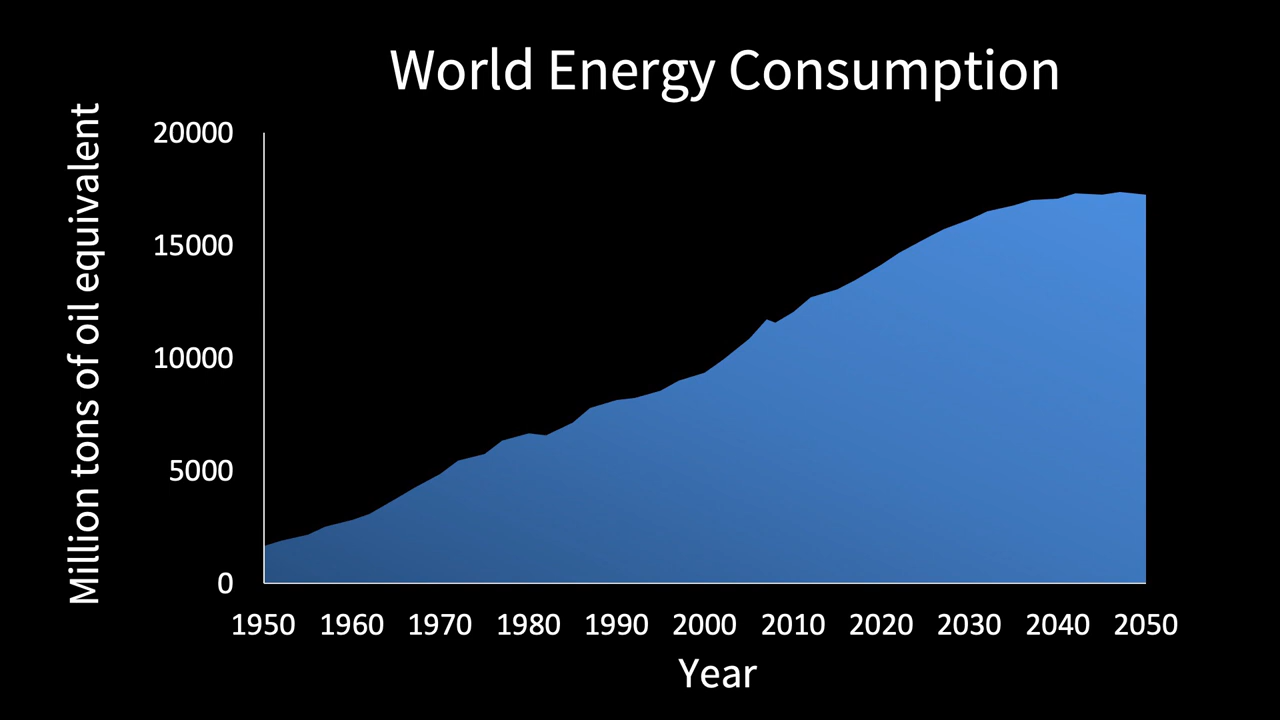 World Energy Consumption
Million tons of oil equivalent
20000
15000
10000
5000
0
1950 1960 1970 1980 1990 2000 2010 2020 2030 2040 2050
Year